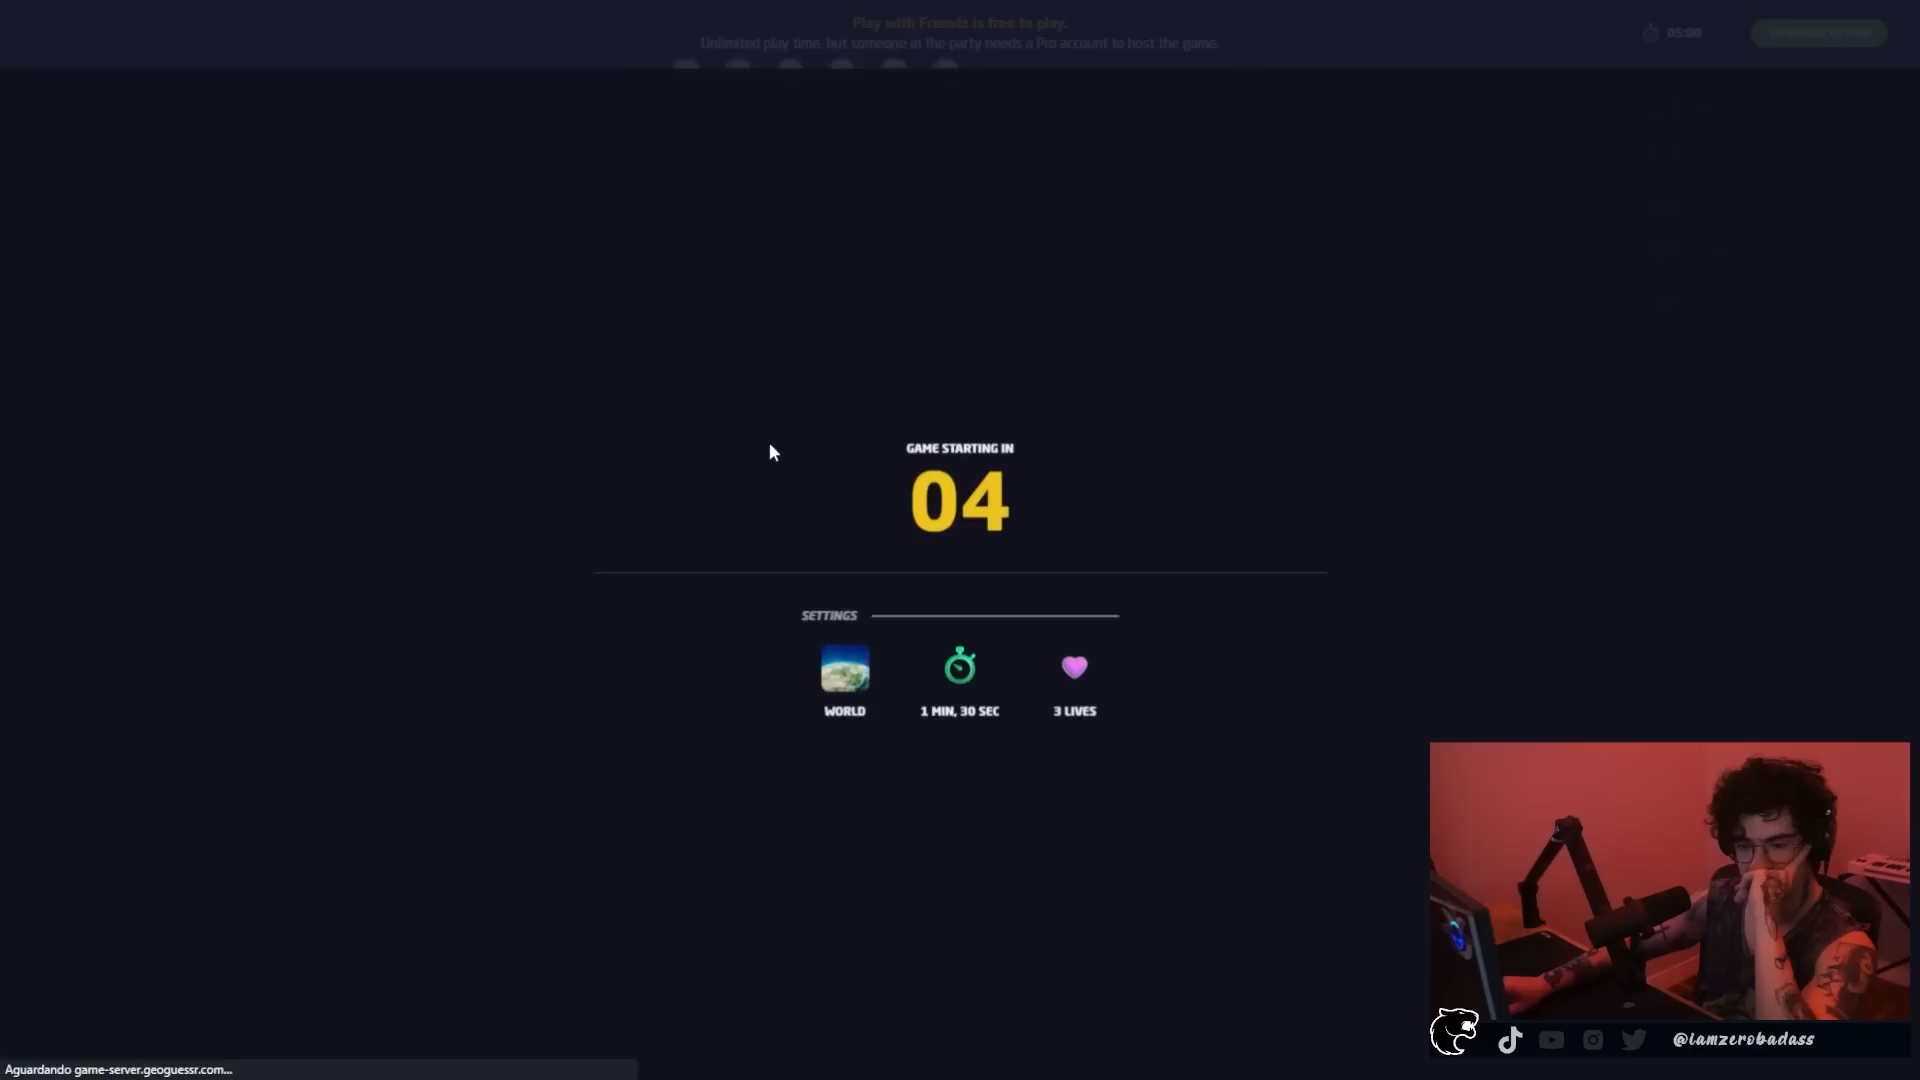 Play with Friends is free to play.
Unlimited play time, but someone in the party needs a Pro account to host the game.
05:00
GAME STARTING IN
04
SETTINGS
WORLD
1 MIN, 30 SEC
3 LIVES
@iamzerobadass
Aguardando game-server.geoguessr.com...